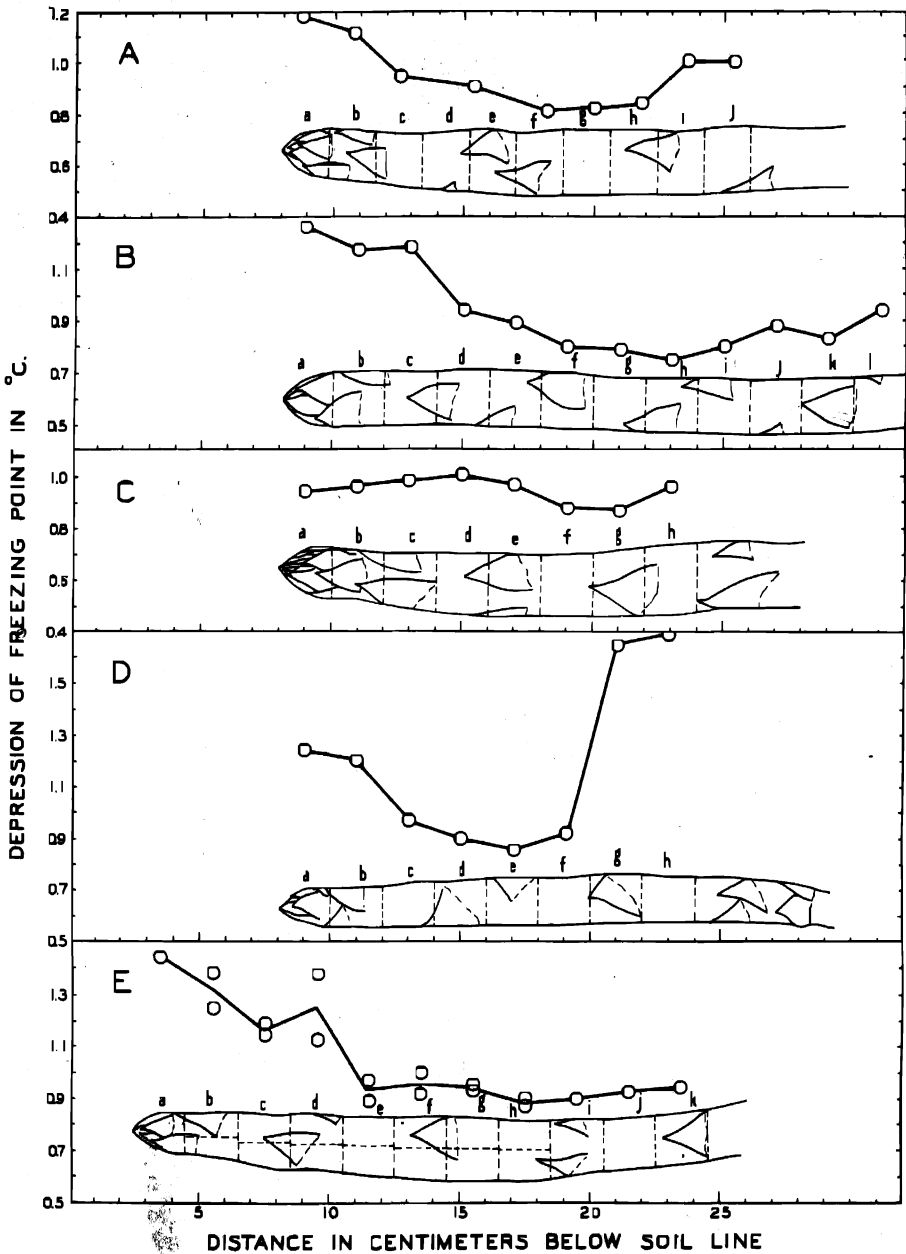 DEPRESSION OF FREEZING POINT IN °C.
A
1.2
1.0
0.8
0.6
0.4
a b c d e f g h i j
B
1.1
0.9
0.7
0.5
a b c d e f g h j k l
C
1.0
0.8
0.5
0.4
a b c d e f g h
D
1.5
1.3
1.1
0.9
0.7
0.5
a b c d e f g h
E
1.3
1.1
0.9
0.7
0.5
a b c d e f g h i j k
5 10 15 20 25
DISTANCE IN CENTIMETERS BELOW SOIL LINE